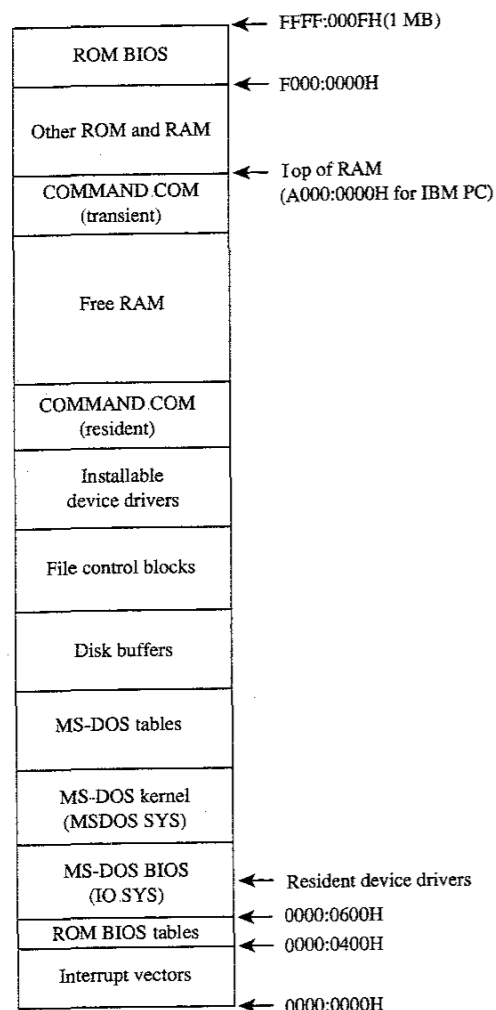 FFFF:000FH(1 MB)
ROM BIOS
F000:0000H
Other ROM and RAM
Top of RAM
(A000:0000H for IBM PC)
COMMAND.COM
(transient)
Free RAM
COMMAND.COM
(resident)
Installable
device drivers
File control blocks
Disk buffers
MS-DOS tables
MS-DOS kernel
(MSDOS SYS)
MS-DOS BIOS
(IO.SYS)
Resident device drivers
0000:0600H
ROM BIOS tables
0000:0400H
Interrupt vectors
0000:0000H